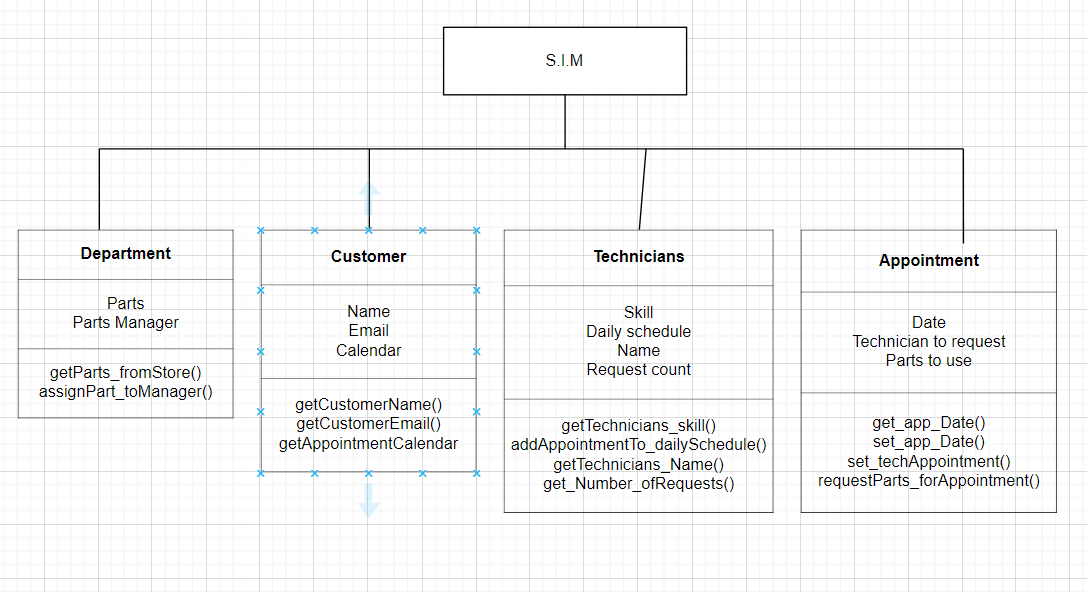 S.I.M
Department
Parts
Parts Manager
getParts_fromStore()
assignPart_toManager()
Customer
Name
Email
Calendar
getCustomerName()
getCustomerEmail()
getAppointmentCalendar
Technicians
Skill
Daily schedule
Name
Request count
getTechnicians_skill()
addAppointmentTo_dailySchedule()
getTechnicians_Name()
get_Number_ofRequests()
Appointment
Date
Technician to request
Parts to use
get_app_Date()
set_app_Date()
set_techAppointment()
requestParts_forAppointment()